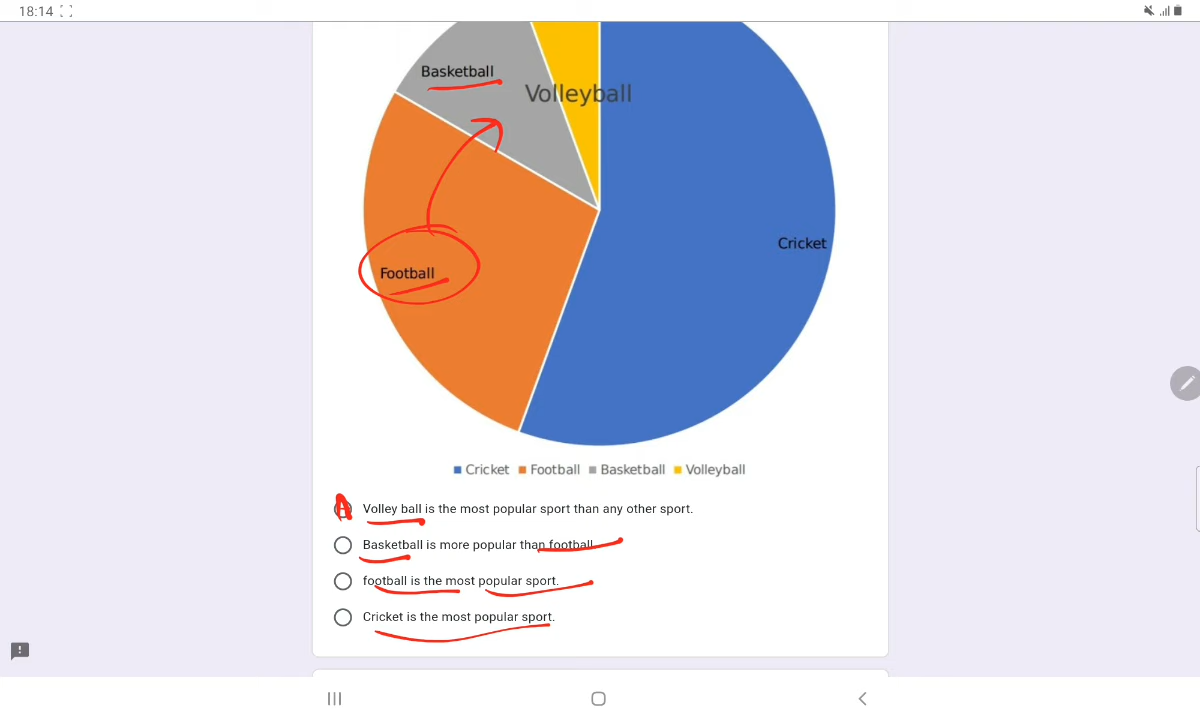 18:14
Basketball
Volleyball
Cricket
Football
Cricket Football Basketball Volleyball
A Volley ball is the most popular sport than any other sport.
Basketball is more popular than football
football is the most popular sport.
Cricket is the most popular sport.